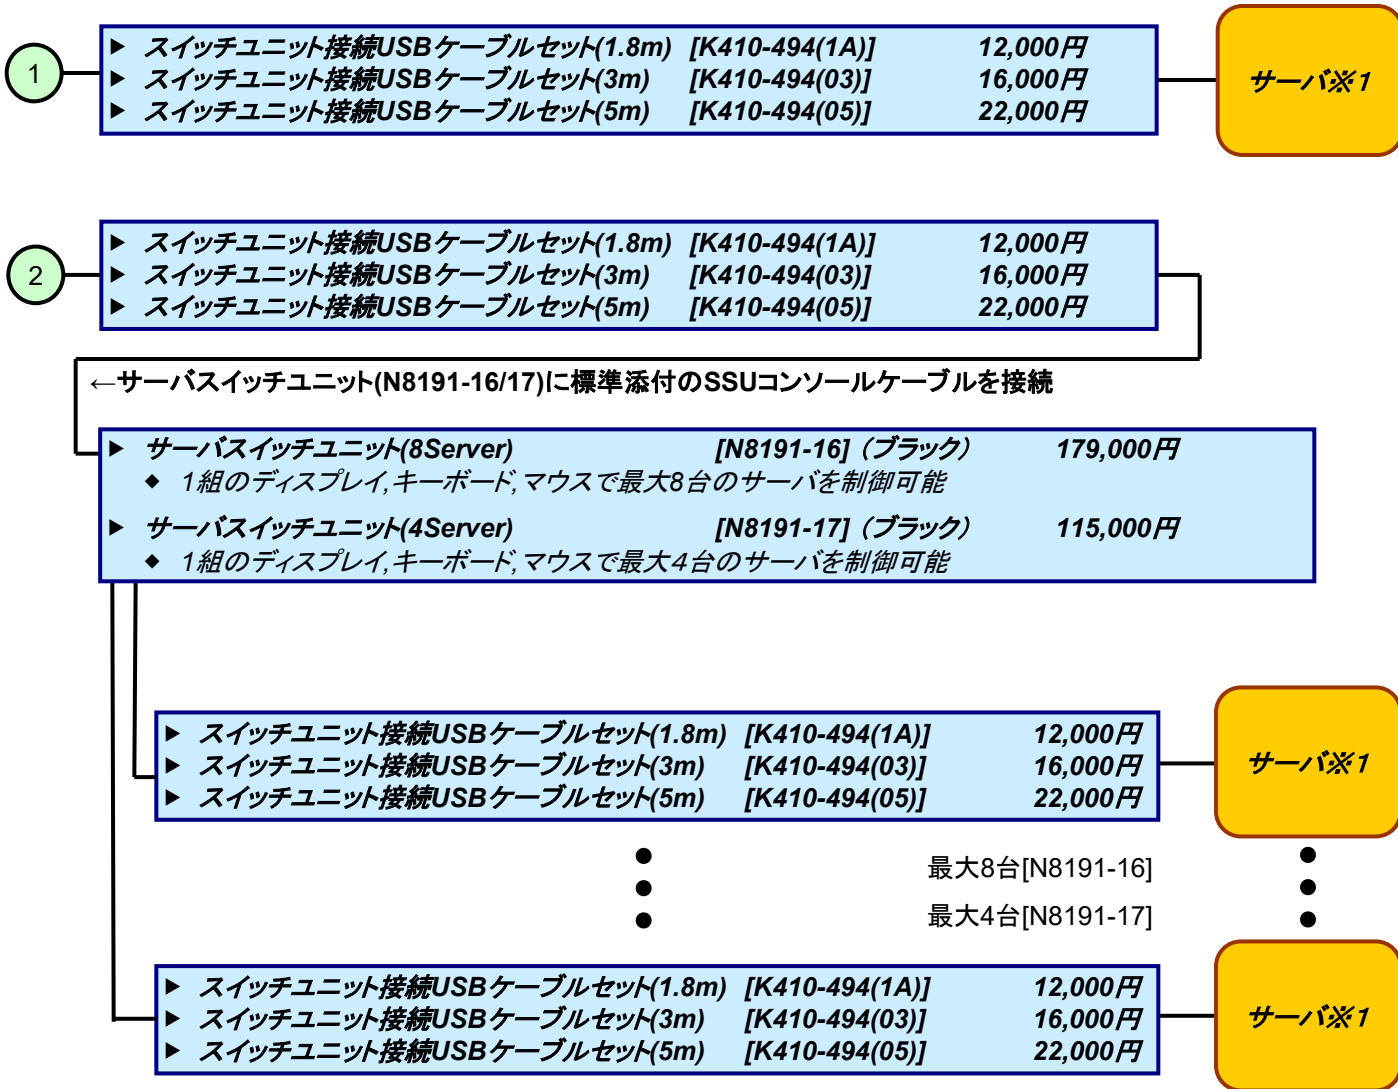 1
▶ スイッチユニット接続USBケーブルセット(1.8m) [K410-494(1A)] 12,000円
▶ スイッチユニット接続USBケーブルセット(3m) [K410-494(03)] 16,000円
▶ スイッチユニット接続USBケーブルセット(5m) [K410-494(05)] 22,000円
サーバ※1
2
▶ スイッチユニット接続USBケーブルセット(1.8m) [K410-494(1A)] 12,000円
▶ スイッチユニット接続USBケーブルセット(3m) [K410-494(03)] 16,000円
▶ スイッチユニット接続USBケーブルセット(5m) [K410-494(05)] 22,000円
←サーバスイッチユニット(N8191-16/17)に標準添付のSSUコンソールケーブルを接続
▶ サーバスイッチユニット(8Server) [N8191-16]（ブラック） 179,000円
◆ 1組のディスプレイ,キーボード,マウスで最大8台のサーバを制御可能
▶ サーバスイッチユニット(4Server) [N8191-17]（ブラック） 115,000円
◆ 1組のディスプレイ,キーボード,マウスで最大4台のサーバを制御可能
▶ スイッチユニット接続USBケーブルセット(1.8m) [K410-494(1A)] 12,000円
▶ スイッチユニット接続USBケーブルセット(3m) [K410-494(03)] 16,000円
▶ スイッチユニット接続USBケーブルセット(5m) [K410-494(05)] 22,000円
サーバ※1
最大8台[N8191-16]
最大4台[N8191-17]
▶ スイッチユニット接続USBケーブルセット(1.8m) [K410-494(1A)] 12,000円
▶ スイッチユニット接続USBケーブルセット(3m) [K410-494(03)] 16,000円
▶ スイッチユニット接続USBケーブルセット(5m) [K410-494(05)] 22,000円
サーバ※1